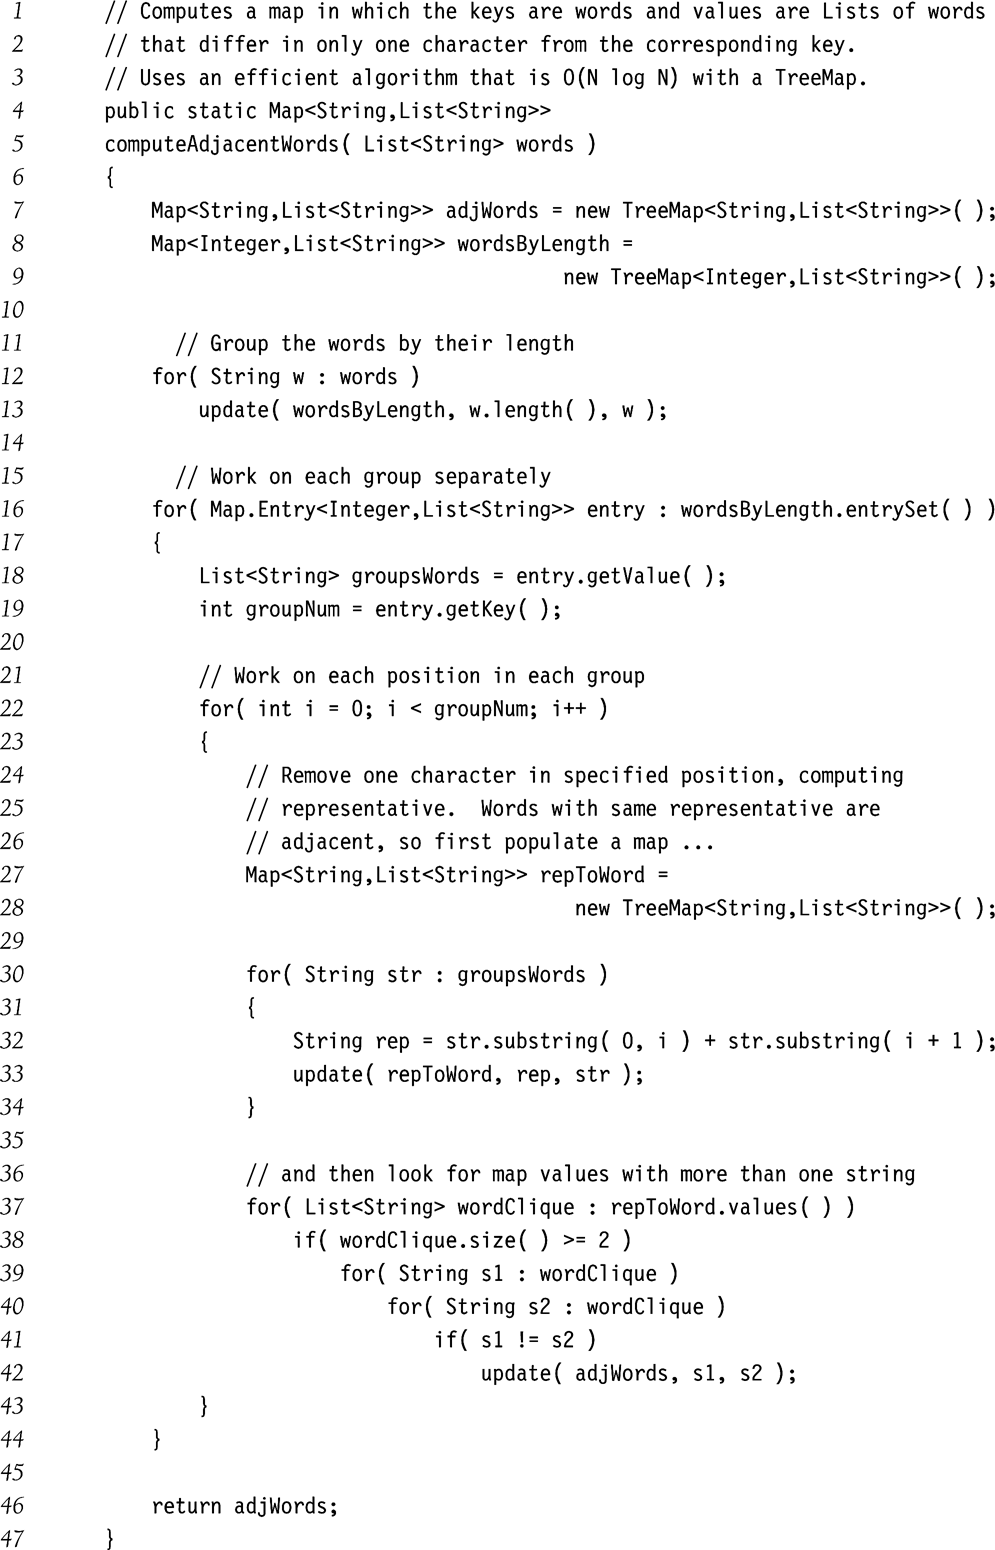 1 // Computes a map in which the keys are words and values are Lists of words
2 // that differ in only one character from the corresponding key.
3 // Uses an efficient algorithm that is O(N log N) with a TreeMap.
4 public static Map<String,List<String>>
5 computeAdjacentWords( List<String> words )
6 {
7     Map<String,List<String>> adjWords = new TreeMap<String,List<String>>( );
8     Map<Integer,List<String>> wordsByLength =
9                                        new TreeMap<Integer,List<String>>( );
10
11       // Group the words by their length
12     for( String w : words )
13         update( wordsByLength, w.length( ), w );
14
15       // Work on each group separately
16     for( Map.Entry<Integer,List<String>> entry : wordsByLength.entrySet( ) )
17     {
18         List<String> groupsWords = entry.getValue( );
19         int groupNum = entry.getKey( );
20
21         // Work on each position in each group
22         for( int i = 0; i < groupNum; i++ )
23         {
24             // Remove one character in specified position, computing
25             // representative.  Words with same representative are
26             // adjacent, so first populate a map ...
27             Map<String,List<String>> repToWord =
28                                         new TreeMap<String,List<String>>( );
29
30             for( String str : groupsWords )
31             {
32                 String rep = str.substring( 0, i ) + str.substring( i + 1 );
33                 update( repToWord, rep, str );
34             }
35
36             // and then look for map values with more than one string
37             for( List<String> wordClique : repToWord.values( ) )
38                 if( wordClique.size( ) >= 2 )
39                     for( String s1 : wordClique )
40                         for( String s2 : wordClique )
41                             if( s1 != s2 )
42                                 update( adjWords, s1, s2 );
43         }
44     }
45
46     return adjWords;
47 }